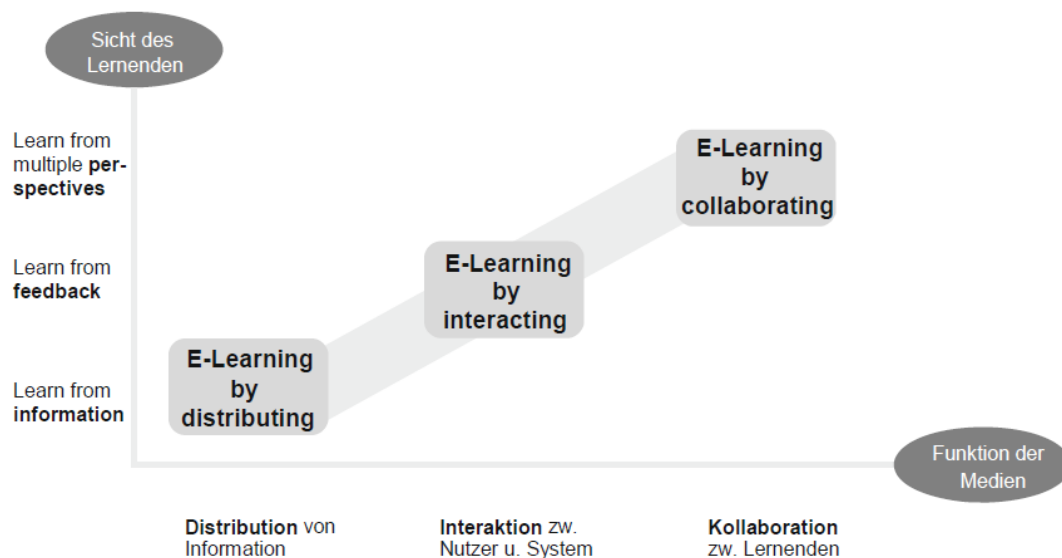 Sicht des
Lernenden
Learn from
multiple per-
spectives
E-Learning
by
collaborating
Learn from
feedback
E-Learning
by
interacting
E-Learning
by
distributing
Learn from
information
Funktion der
Medien
Distribution von
Information
Interaktion zw.
Nutzer u. System
Kollaboration
zw. Lernenden